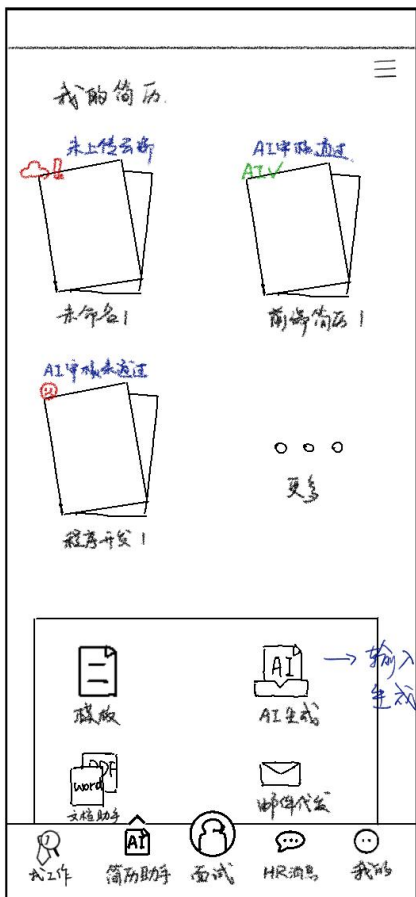 我的简历
未上传云端
AI审核通过
AI√
未命名1
前端简历1
AI审核未通过
程序开发1
更多
AI
→输入
生成
模版
AI生成
PDF
word
文档助手
邮件代发
AI
找工作
简历助手
面试
HR消息
我的